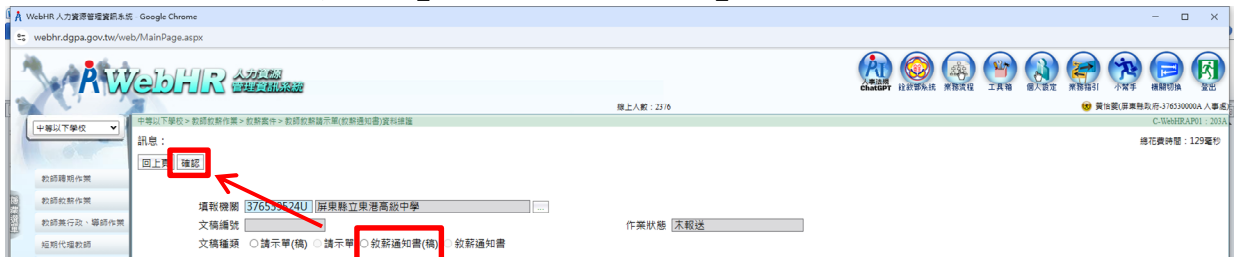 WebHR 人力資源管理資訊系統 - Google Chrome
webhr.dgpa.gov.tw/web/MainPage.aspx
WebHR 人力資源管理資訊系統
人事法規 ChatGPT 銓敘部系統 業務流程 工具箱 個人設定 業務指引 小幫手 機關切換 登出
線上人數：2376
黃怡雯(屏東縣政府-376530000A 人事處)
中等以下學校
中等以下學校 > 教師敘薪作業 > 敘薪案件 > 教師敘薪請示單(敘薪通知書)資料維護
C-WebHRAP01 : 203A
訊息：
總花費時間：129毫秒
回上頁 確認
教師聘期作業
教師敘薪作業
教師兼行政、導師作業
短期代理教師
填報機關 376539524U 屏東縣立東港高級中學 ...
文稿編號
作業狀態 未報送
文稿種類 請示單(稿) 請示單 敘薪通知書(稿) 敘薪通知書